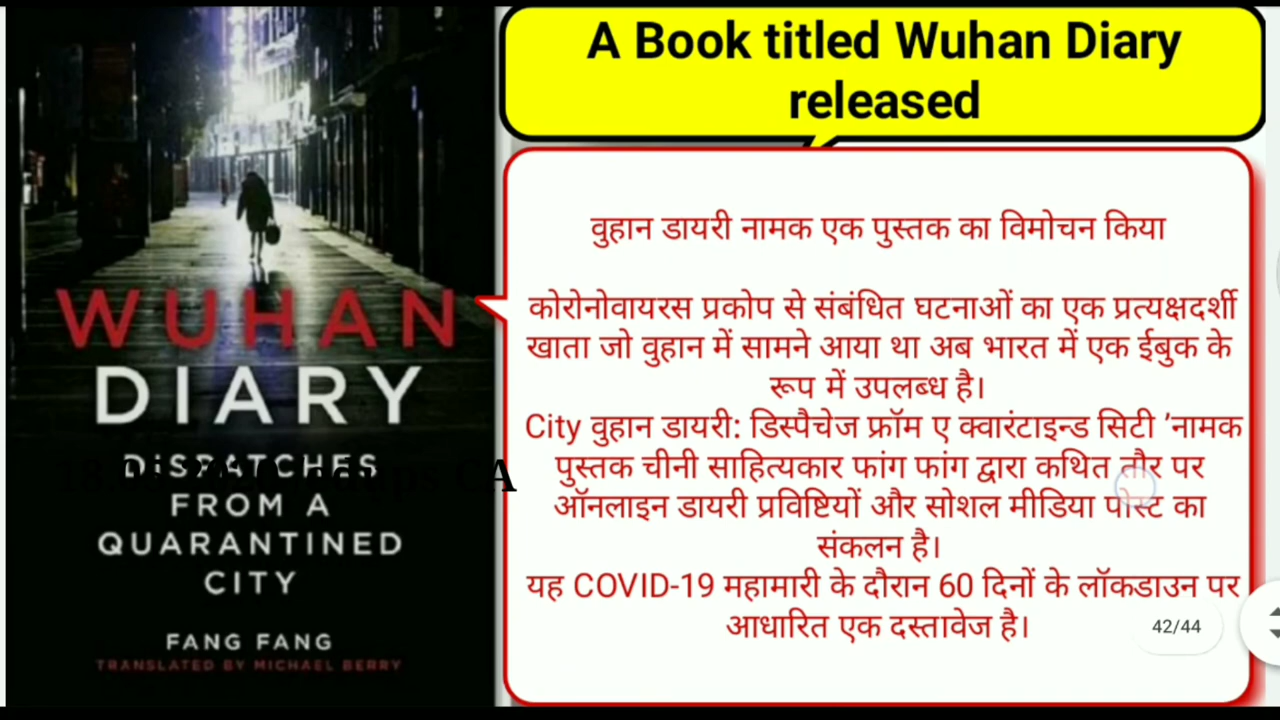 A Book titled Wuhan Diary
released
वुहान डायरी नामक एक पुस्तक का विमोचन किया
कोरोनोवायरस प्रकोप से संबंधित घटनाओं का एक प्रत्यक्षदर्शी
खाता जो वुहान में सामने आया था अब भारत में एक ईबुक के
रूप में उपलब्ध है।
City वुहान डायरी: डिस्पैचेज फ्रॉम ए क्वारंटाइन्ड सिटी ’नामक
पुस्तक चीनी साहित्यकार फांग फांग द्वारा कथित तौर पर
ऑनलाइन डायरी प्रविष्टियों और सोशल मीडिया पोस्ट का
संकलन है।
यह COVID-19 महामारी के दौरान 60 दिनों के लॉकडाउन पर
आधारित एक दस्तावेज है।
42/44
WUHAN
DIARY
DISPATCHES
FROM A
QUARANTINED
CITY
FANG FANG
TRANSLATED BY MICHAEL BERRY
CA